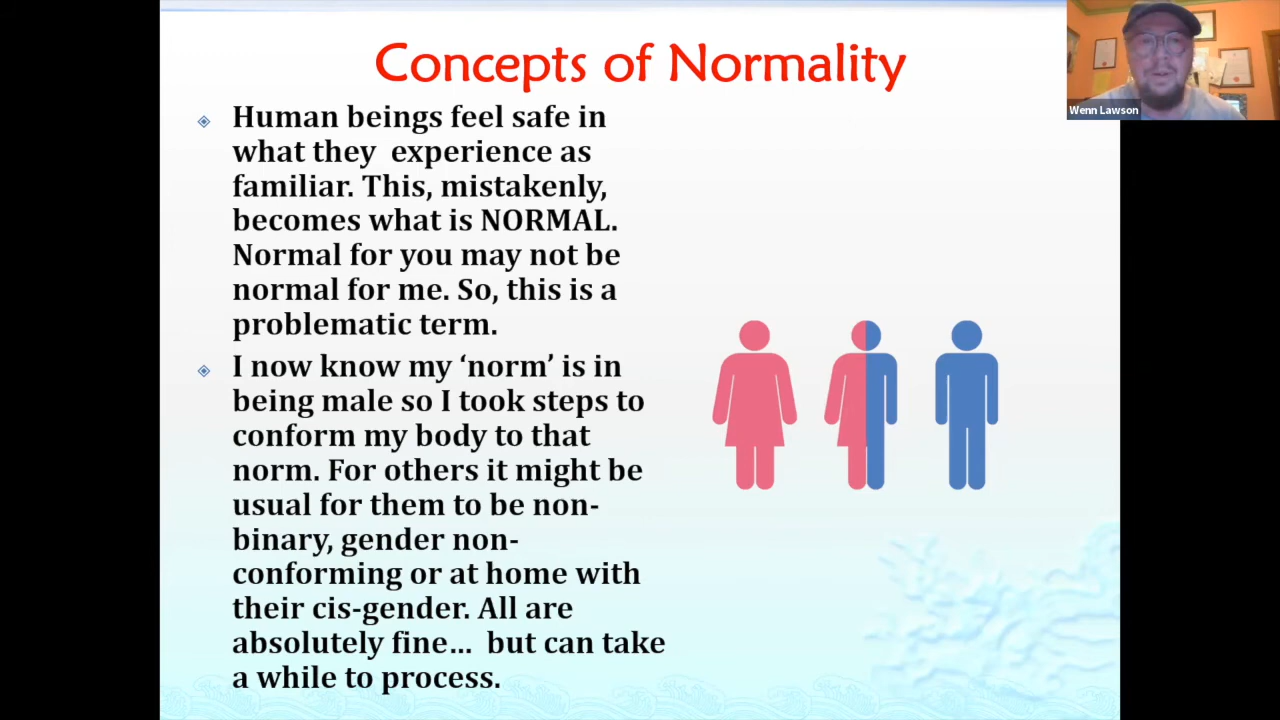 Concepts of Normality
Wenn Lawson
Human beings feel safe in
what they  experience as
familiar. This, mistakenly,
becomes what is NORMAL.
Normal for you may not be
normal for me. So, this is a
problematic term.
I now know my ‘norm’ is in
being male so I took steps to
conform my body to that
norm. For others it might be
usual for them to be non-
binary, gender non-
conforming or at home with
their cis-gender. All are
absolutely fine…  but can take
a while to process.